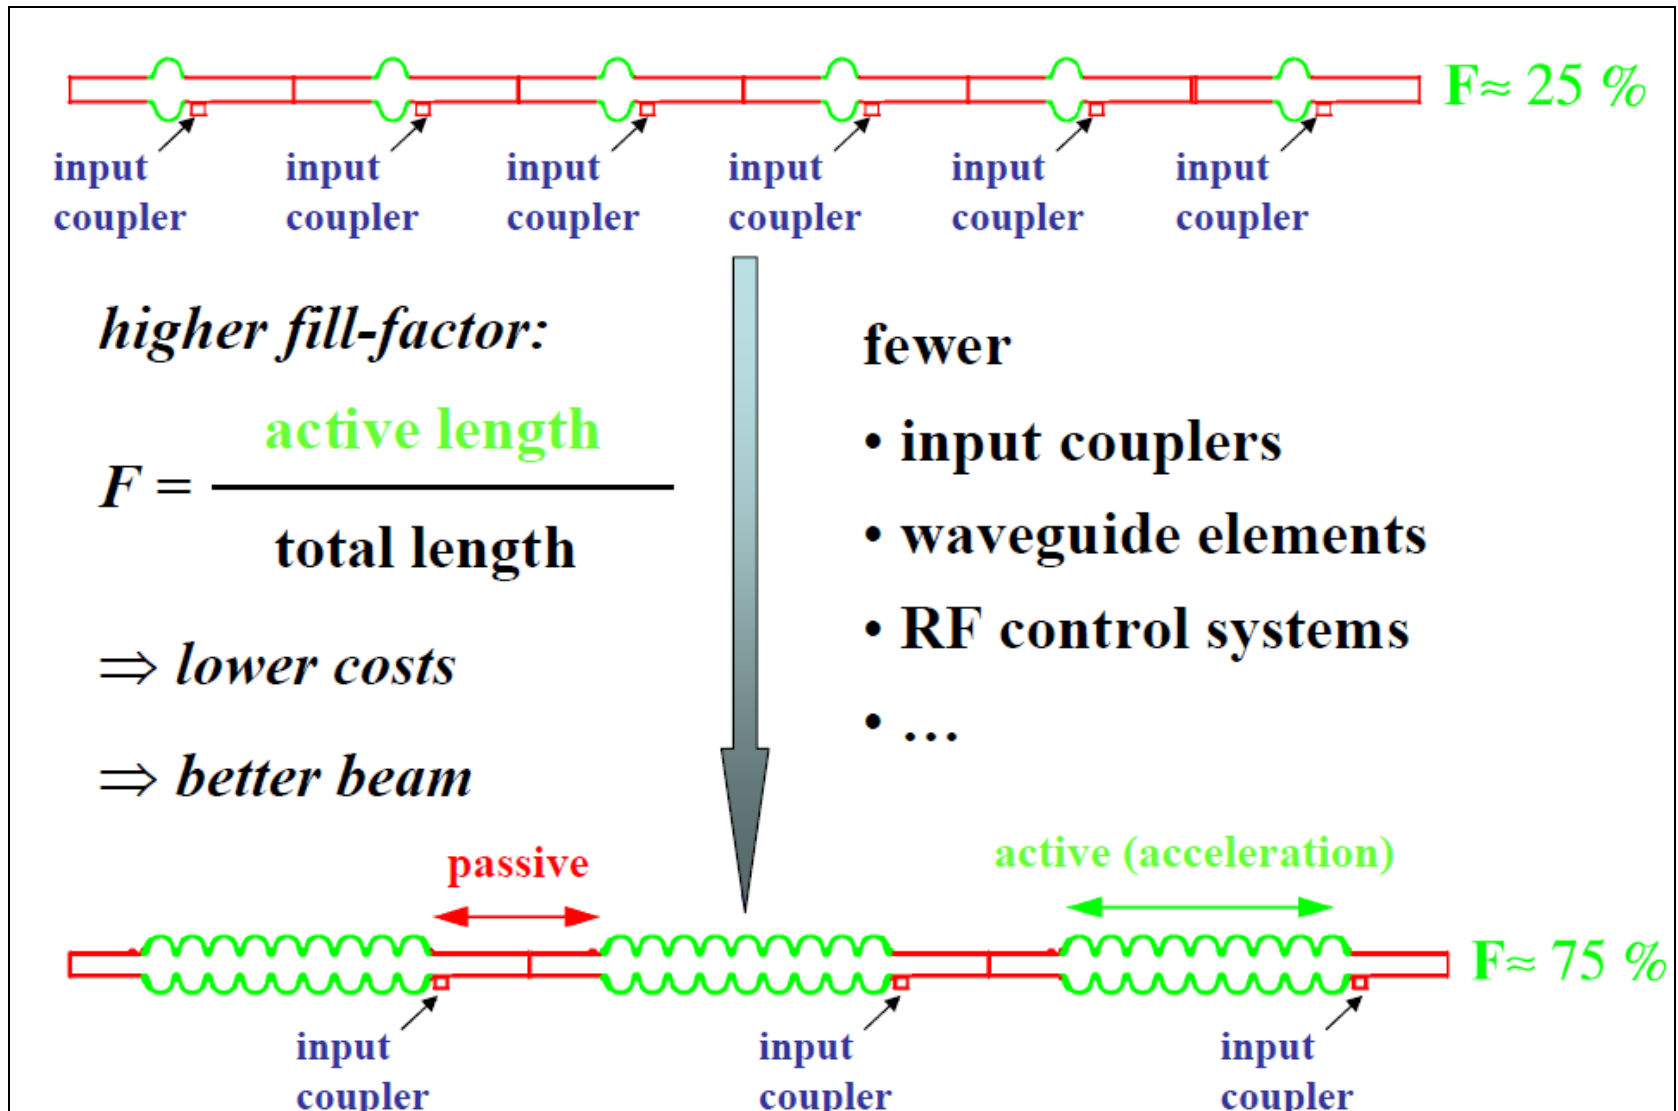 F≈ 25 %
input coupler
input coupler
input coupler
input coupler
input coupler
input coupler
higher fill-factor:
F = active length
total length
⇒ lower costs
⇒ better beam
fewer
• input couplers
• waveguide elements
• RF control systems
• …
passive
active (acceleration)
F≈ 75 %
input coupler
input coupler
input coupler